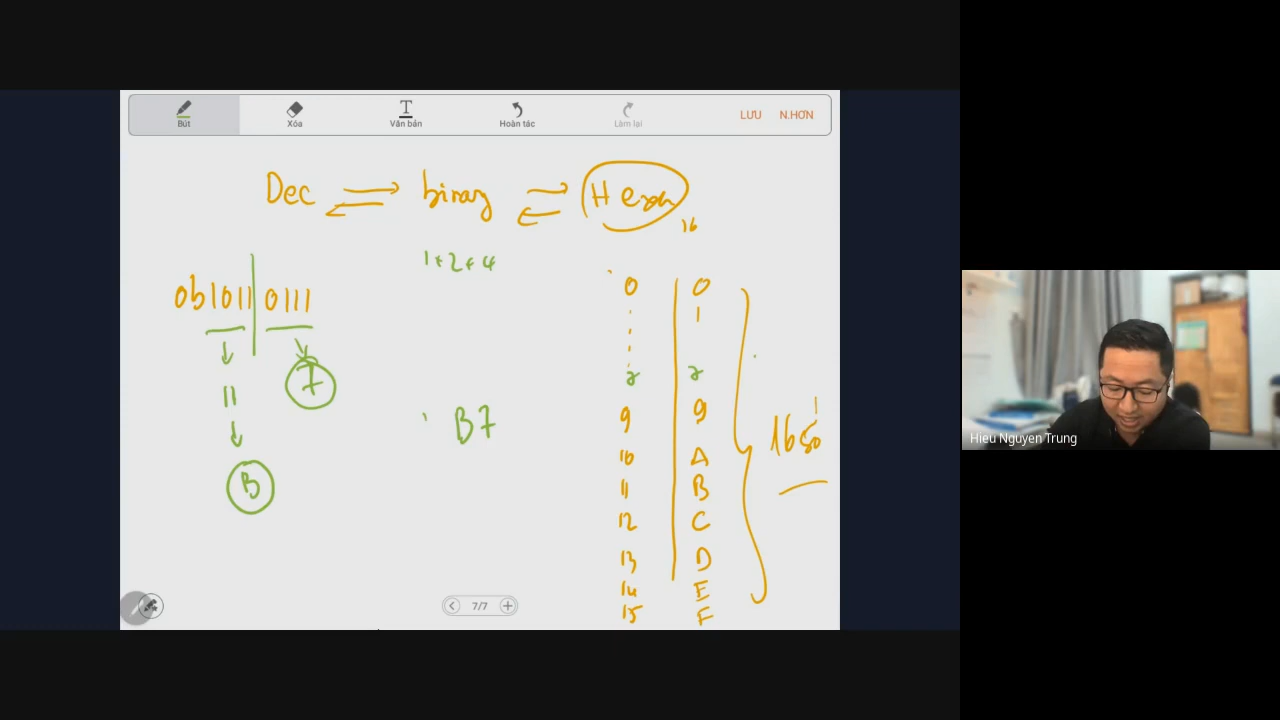 Bút Xóa Văn bản Hoàn tác Làm lại LƯU N.HƠN
Dec binary Hexa
16
1+2+4
0b1011 0111
7
11
B
B7
0 0
1
8 8
9 9
10 A
11 B
12 C
13 D
14 E
15 F
16 số
7/7
Hieu Nguyen Trung